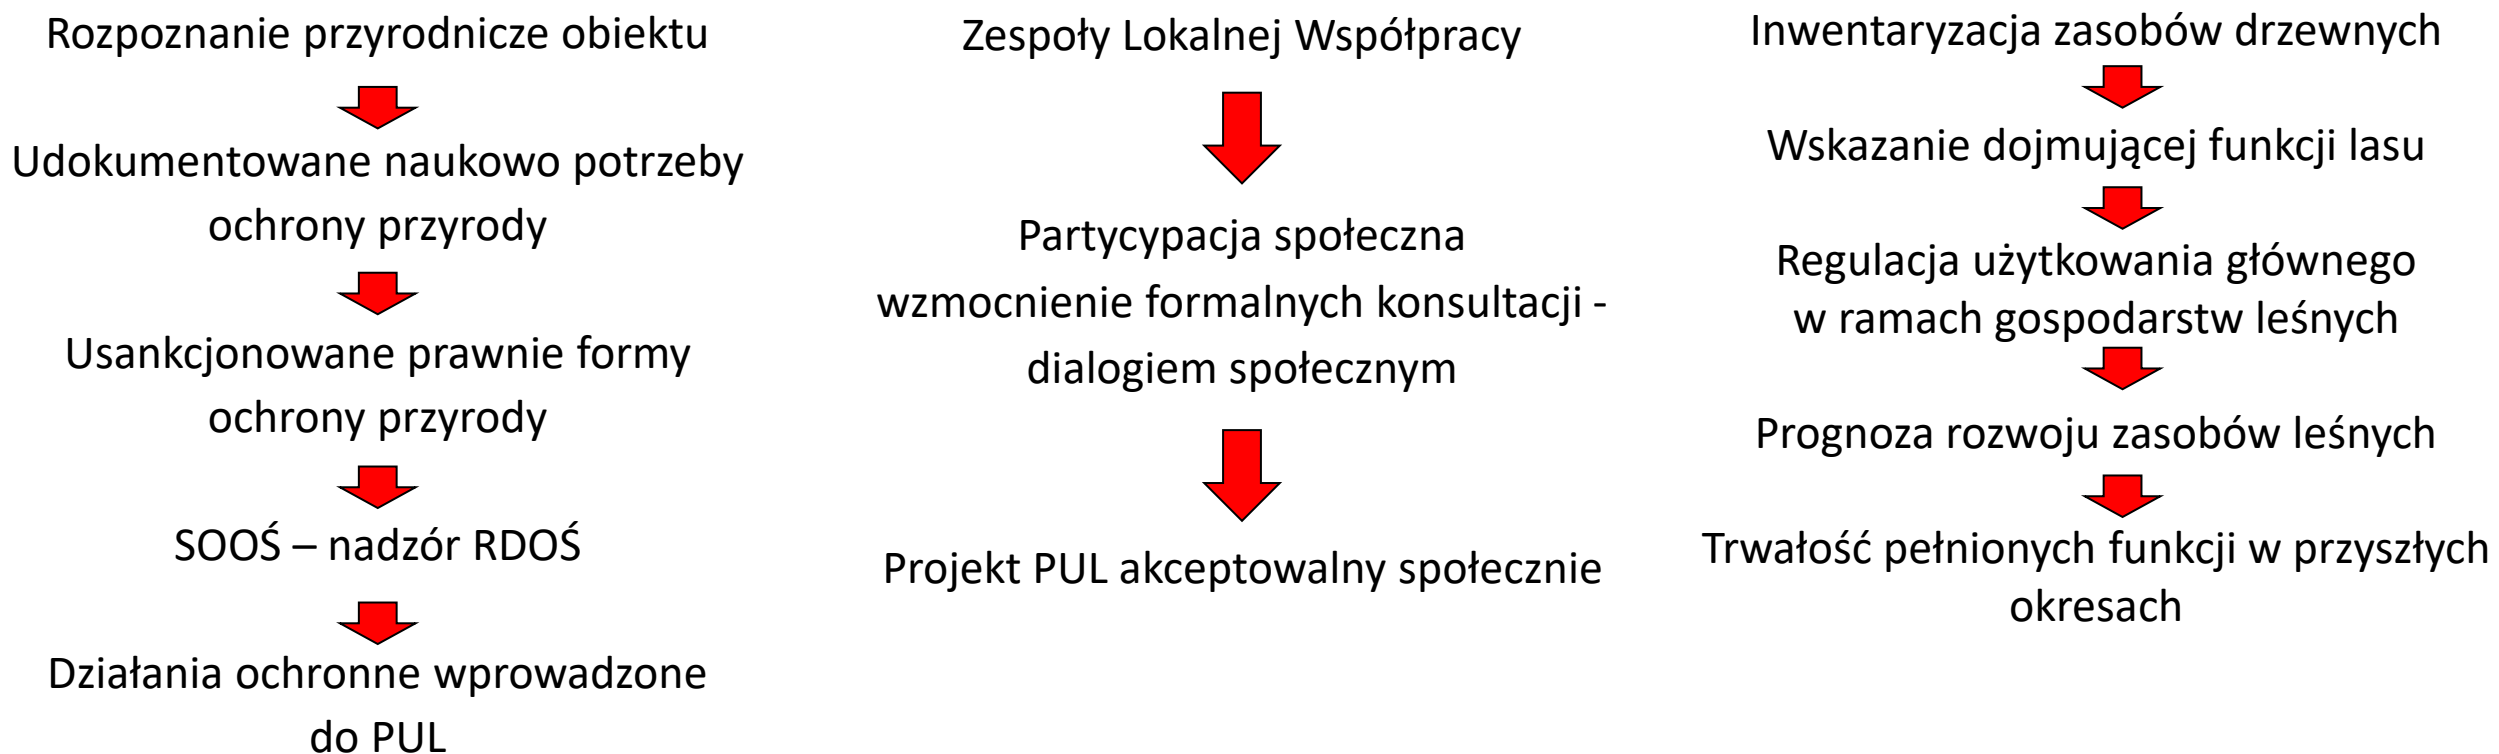 Rozpoznanie przyrodnicze obiektu
Udokumentowane naukowo potrzeby
ochrony przyrody
Usankcjonowane prawnie formy
ochrony przyrody
SOOŚ – nadzór RDOŚ
Działania ochronne wprowadzone
do PUL
Zespoły Lokalnej Współpracy
Partycypacja społeczna
wzmocnienie formalnych konsultacji -
dialogiem społecznym
Projekt PUL akceptowalny społecznie
Inwentaryzacja zasobów drzewnych
Wskazanie dojmującej funkcji lasu
Regulacja użytkowania głównego
w ramach gospodarstw leśnych
Prognoza rozwoju zasobów leśnych
Trwałość pełnionych funkcji w przyszłych
okresach